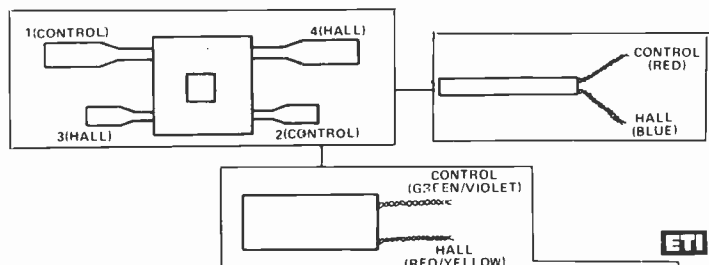 1(CONTROL)
4(HALL)
3(HALL)
2(CONTROL)
CONTROL
(RED)
HALL
(BLUE)
CONTROL
(GREEN/VIOLET)
HALL
(RED/YELLOW)
ETI